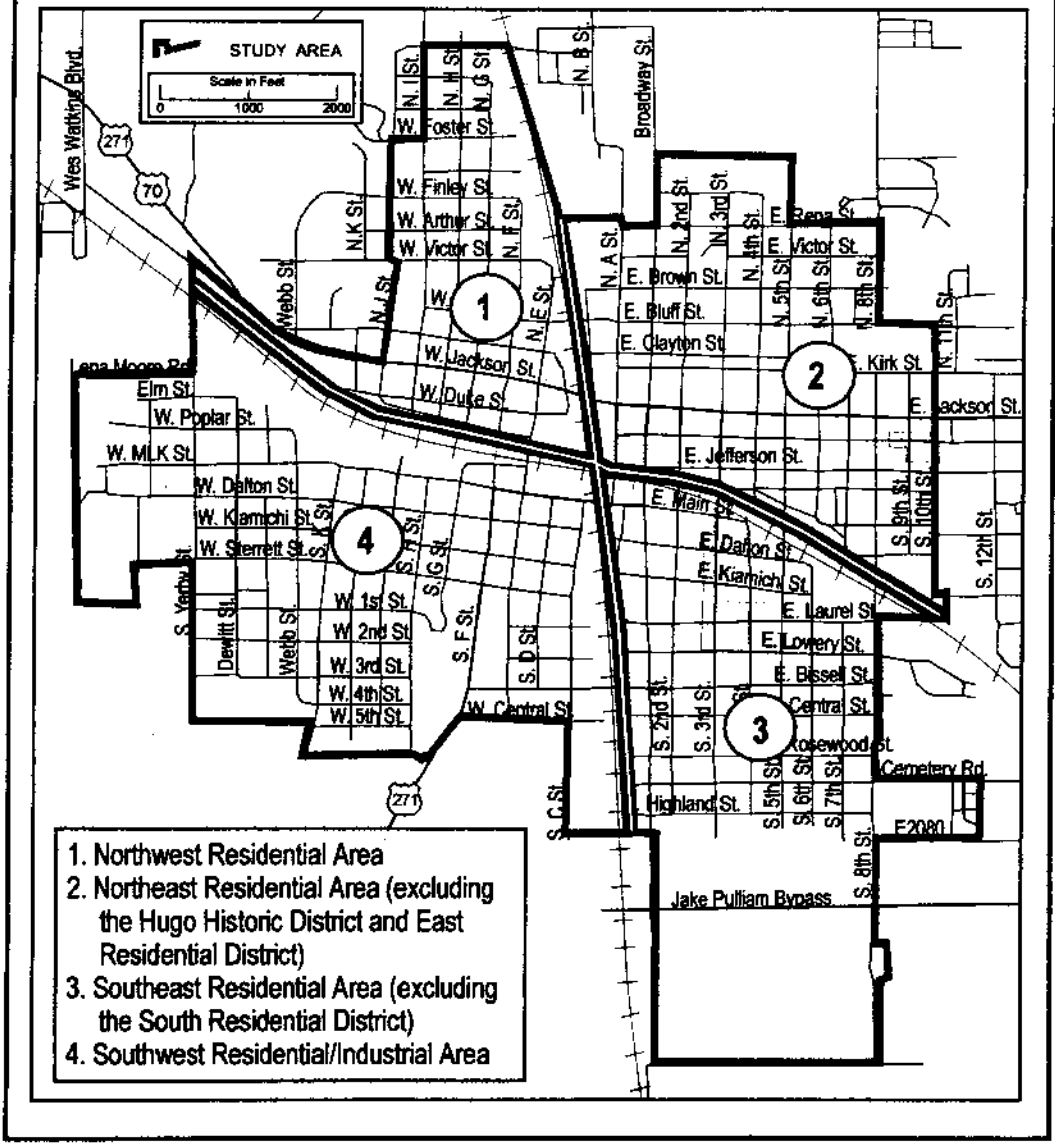 STUDY AREA
Scale in Feet
0 1000 2000
Wes Watkins Blvd.
271
70
N. I St.
N. H St.
N. G St.
N. B St.
Broadway St.
W. Foster St.
W. Finley St.
W. Arthur St.
W. Victor St.
N. F St.
N.K St.
N. J St.
Webb St.
W.
1
N. E St.
W. Jackson St.
W. Duke St.
N. A St.
N. 2nd St.
N. 3rd St.
N. 4th St.
E. Rena St.
E. Victor St.
E. Brown St.
N. 5th St.
N. 6th St.
N. 8th St.
E. Bluff St.
E. Clayton St.
2
E. Kirk St.
N. 11th St.
E. Jackson St.
E. Jefferson St.
Lena Moore Rd.
Elm St.
W. Poplar St.
W. MLK St.
W. Dalton St.
W. Kiamichi St.
W. Sterrett St.
S. K St.
4
S. H St.
S. G St.
S. Yerby St.
Dewitt St.
Webb St.
W. 1st St.
W. 2nd St.
W. 3rd St.
W. 4th St.
W. 5th St.
S. F St.
S. D St.
W. Central St.
S. C St.
271
E. Main St.
E. Dalton St.
E. Kiamichi St.
S. 9th St.
S. 10th St.
S. 12th St.
E. Laurel St.
E. Lowery St.
E. Bissell St.
Central St.
3
Rosewood St.
S. 2nd St.
S. 3rd St.
S. 5th St.
S. 6th St.
S. 7th St.
S. 8th St.
Cemetery Rd.
Highland St.
E2080
Jake Pulliam Bypass
1. Northwest Residential Area
2. Northeast Residential Area (excluding
the Hugo Historic District and East
Residential District)
3. Southeast Residential Area (excluding
the South Residential District)
4. Southwest Residential/Industrial Area